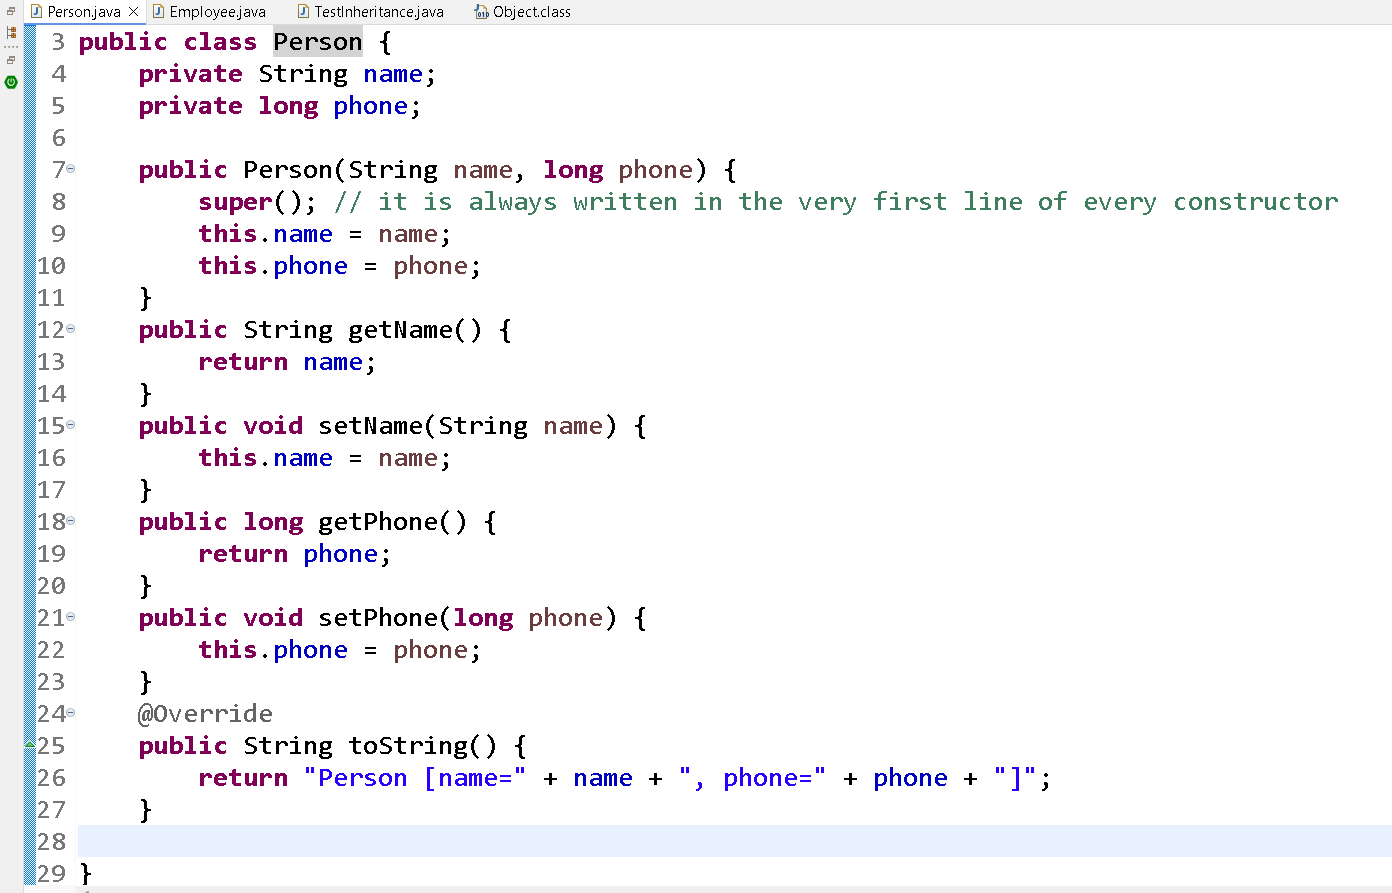 Person.java Employee.java TestInheritance.java Object.class
3 public class Person {
4 private String name;
5 private long phone;
6
7 public Person(String name, long phone) {
8 super(); // it is always written in the very first line of every constructor
9 this.name = name;
10 this.phone = phone;
11 }
12 public String getName() {
13 return name;
14 }
15 public void setName(String name) {
16 this.name = name;
17 }
18 public long getPhone() {
19 return phone;
20 }
21 public void setPhone(long phone) {
22 this.phone = phone;
23 }
24 @Override
25 public String toString() {
26 return "Person [name=" + name + ", phone=" + phone + "]";
27 }
28
29 }